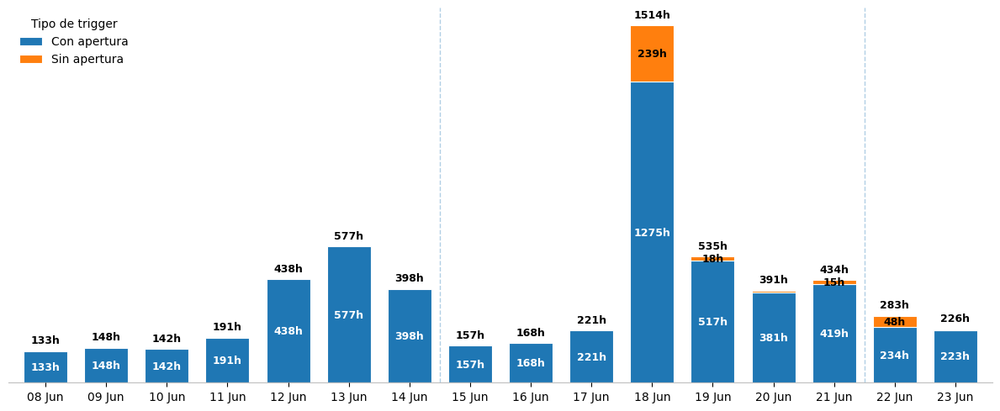 Tipo de trigger
Con apertura
Sin apertura
133h
148h
142h
191h
438h
577h
398h
157h
168h
221h
1514h
535h
391h
434h
283h
226h
239h
18h
15h
48h
133h
148h
142h
191h
438h
577h
398h
157h
168h
221h
1275h
517h
381h
419h
234h
223h
08 Jun
09 Jun
10 Jun
11 Jun
12 Jun
13 Jun
14 Jun
15 Jun
16 Jun
17 Jun
18 Jun
19 Jun
20 Jun
21 Jun
22 Jun
23 Jun